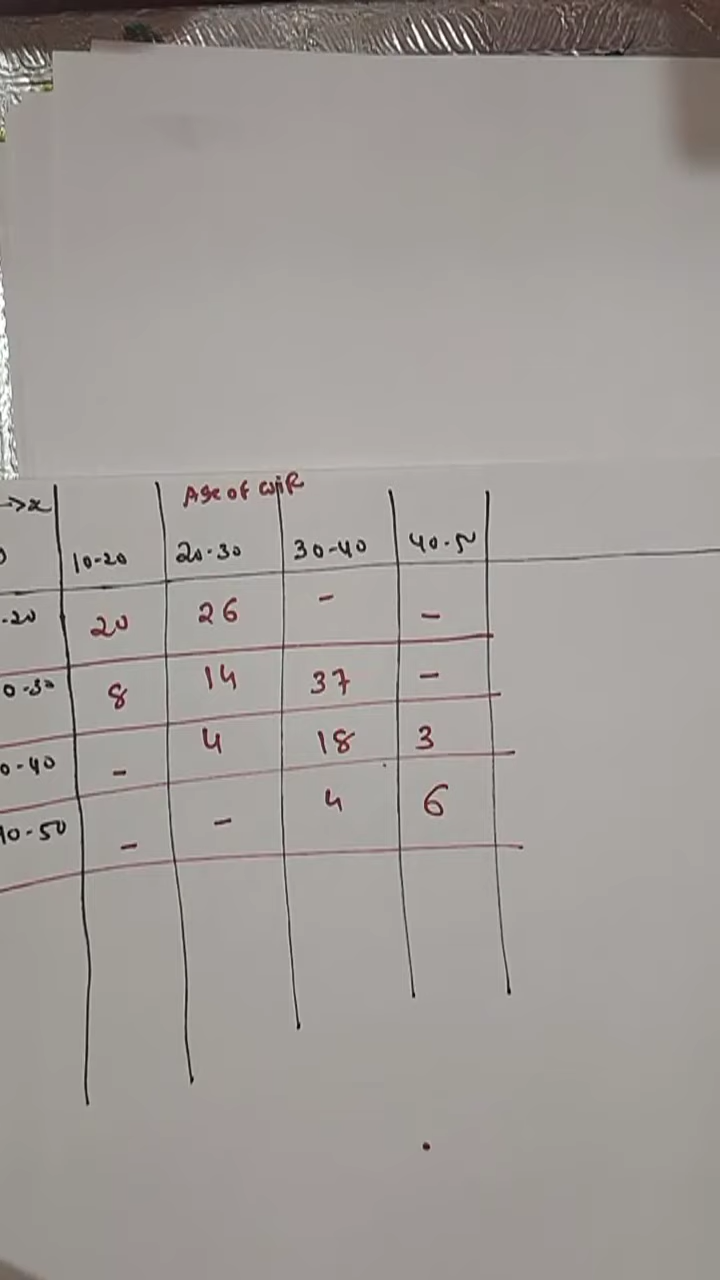 →x Age of wife
10-20 20-30 30-40 40-50
-20 20 26 - -
0-30 8 14 37 -
0-40 - 4 18 3
40-50 - - 4 6